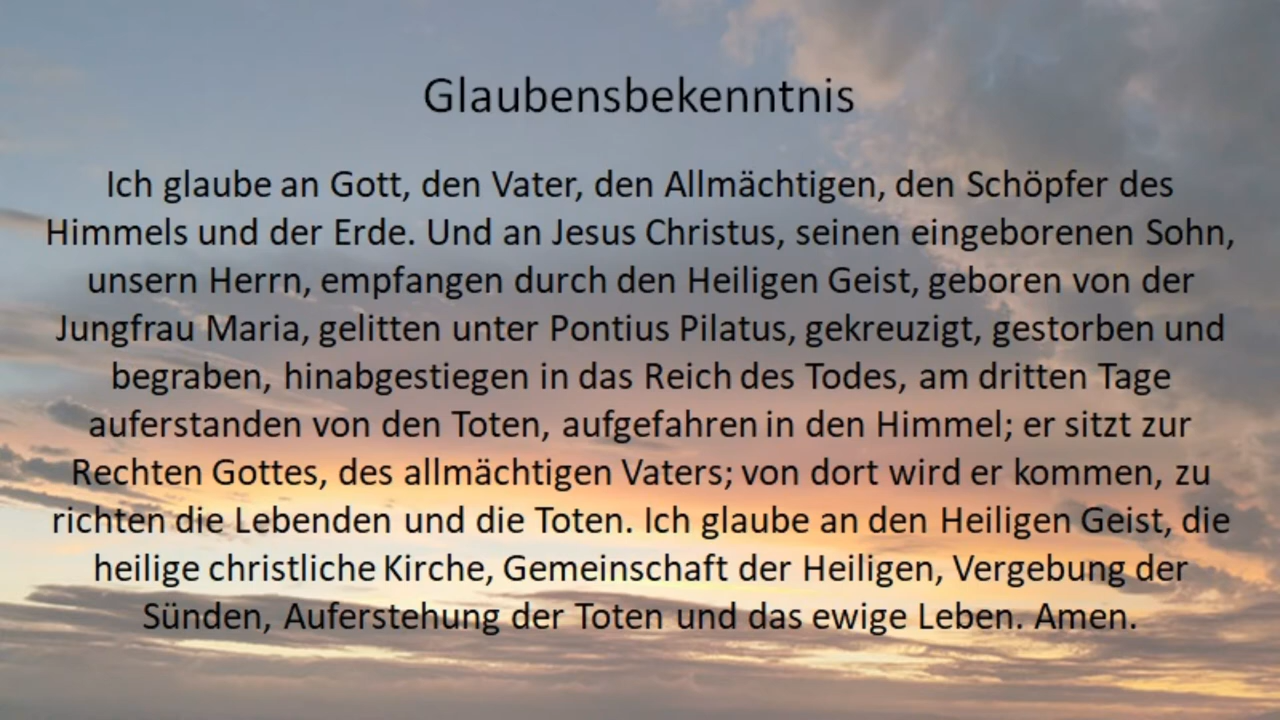 Glaubensbekenntnis
Ich glaube an Gott, den Vater, den Allmächtigen, den Schöpfer des
Himmels und der Erde. Und an Jesus Christus, seinen eingeborenen Sohn,
unsern Herrn, empfangen durch den Heiligen Geist, geboren von der
Jungfrau Maria, gelitten unter Pontius Pilatus, gekreuzigt, gestorben und
begraben, hinabgestiegen in das Reich des Todes, am dritten Tage
auferstanden von den Toten, aufgefahren in den Himmel; er sitzt zur
Rechten Gottes, des allmächtigen Vaters; von dort wird er kommen, zu
richten die Lebenden und die Toten. Ich glaube an den Heiligen Geist, die
heilige christliche Kirche, Gemeinschaft der Heiligen, Vergebung der
Sünden, Auferstehung der Toten und das ewige Leben. Amen.